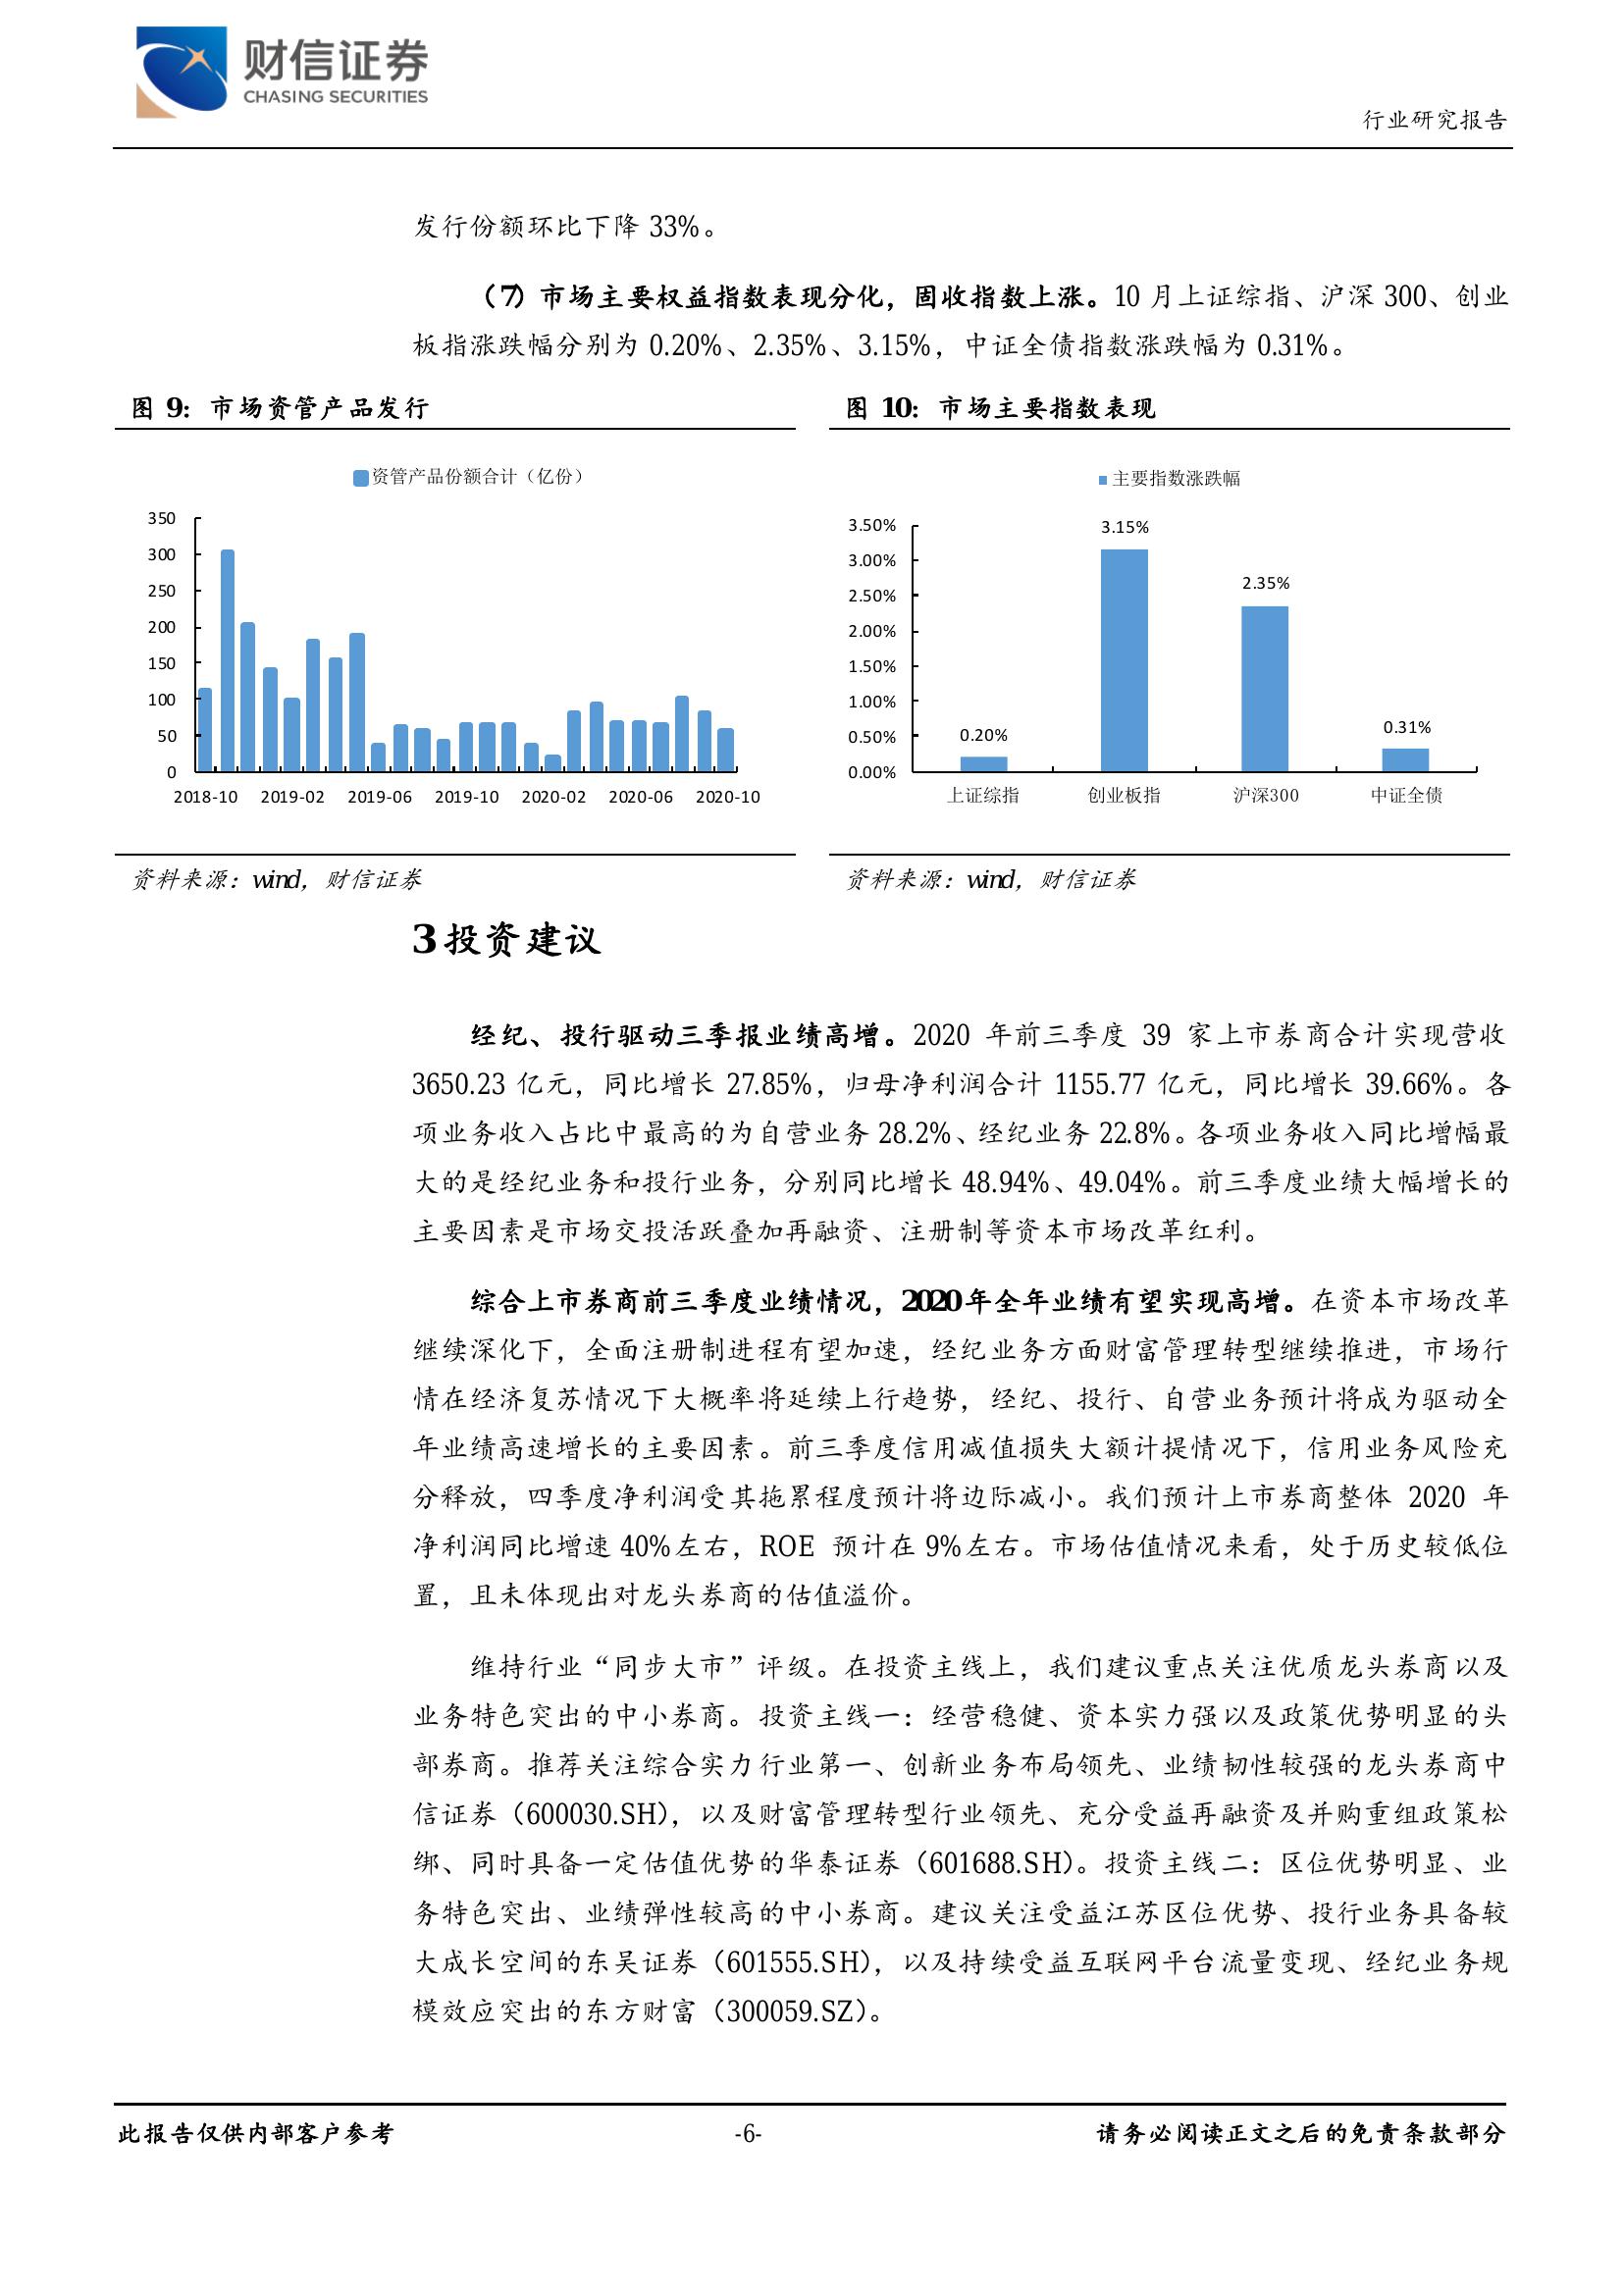 财信证券
CHASING SECURITIES
行业研究报告
发行份额环比下降 33%。
（7）市场主要权益指数表现分化，固收指数上涨。10 月上证综指、沪深 300、创业
板指涨跌幅分别为 0.20%、2.35%、3.15%，中证全债指数涨跌幅为 0.31%。
图 9：市场资管产品发行
图 10：市场主要指数表现
资管产品份额合计（亿份）
350
300
250
200
150
100
50
0
2018-10 2019-02 2019-06 2019-10 2020-02 2020-06 2020-10
主要指数涨跌幅
3.50%
3.00%
2.50%
2.00%
1.50%
1.00%
0.50%
0.00%
0.20%
3.15%
2.35%
0.31%
上证综指 创业板指 沪深300 中证全债
资料来源：wind，财信证券
资料来源：wind，财信证券
3 投资建议
经纪、投行驱动三季报业绩高增。2020 年前三季度 39 家上市券商合计实现营收
3650.23 亿元，同比增长 27.85%，归母净利润合计 1155.77 亿元，同比增长 39.66%。各
项业务收入占比中最高的为自营业务 28.2%、经纪业务 22.8%。各项业务收入同比增幅最
大的是经纪业务和投行业务，分别同比增长 48.94%、49.04%。前三季度业绩大幅增长的
主要因素是市场交投活跃叠加再融资、注册制等资本市场改革红利。
综合上市券商前三季度业绩情况，2020 年全年业绩有望实现高增。在资本市场改革
继续深化下，全面注册制进程有望加速，经纪业务方面财富管理转型继续推进，市场行
情在经济复苏情况下大概率将延续上行趋势，经纪、投行、自营业务预计将成为驱动全
年业绩高速增长的主要因素。前三季度信用减值损失大额计提情况下，信用业务风险充
分释放，四季度净利润受其拖累程度预计将边际减小。我们预计上市券商整体 2020 年
净利润同比增速 40%左右，ROE 预计在 9%左右。市场估值情况来看，处于历史较低位
置，且未体现出对龙头券商的估值溢价。
维持行业“同步大市”评级。在投资主线上，我们建议重点关注优质龙头券商以及
业务特色突出的中小券商。投资主线一：经营稳健、资本实力强以及政策优势明显的头
部券商。推荐关注综合实力行业第一、创新业务布局领先、业绩韧性较强的龙头券商中
信证券（600030.SH），以及财富管理转型行业领先、充分受益再融资及并购重组政策松
绑、同时具备一定估值优势的华泰证券（601688.SH）。投资主线二：区位优势明显、业
务特色突出、业绩弹性较高的中小券商。建议关注受益江苏区位优势、投行业务具备较
大成长空间的东吴证券（601555.SH），以及持续受益互联网平台流量变现、经纪业务规
模效应突出的东方财富（300059.SZ）。
此报告仅供内部客户参考
-6-
请务必阅读正文之后的免责条款部分